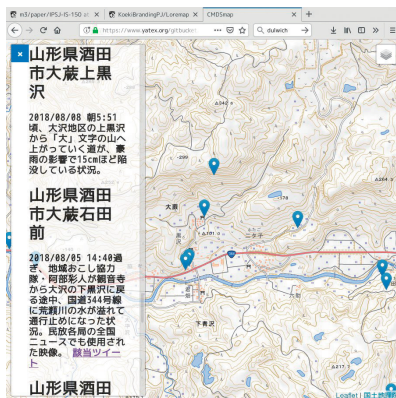 m3/paper/IPSJ-IS-150 at
KoekiBrandingPJ/Loremap
CMDSmap
https://www.yatex.org/gitbucket
dulwich
山形県酒田
市大蔵上黒
沢
2018/08/08 朝5:51
頃、大沢地区の上黒沢
から「大」文字の山へ
上がっていく道が、豪
雨の影響で15cmほど陥
没している状況。
山形県酒田
市大蔵石田
前
2018/08/05 14:40過
ぎ、地域おこし協力
隊・阿部彩人が観音寺
から大沢の下黒沢に戻
る途中、国道344号線
に荒瀬川の水が溢れて
通行止めになった状
況。民放各局の全国
ニュースでも使用され
た映像。 該当ツイー
ト
山形県酒田
大蔵
下青沢
Leaflet | 国土地理